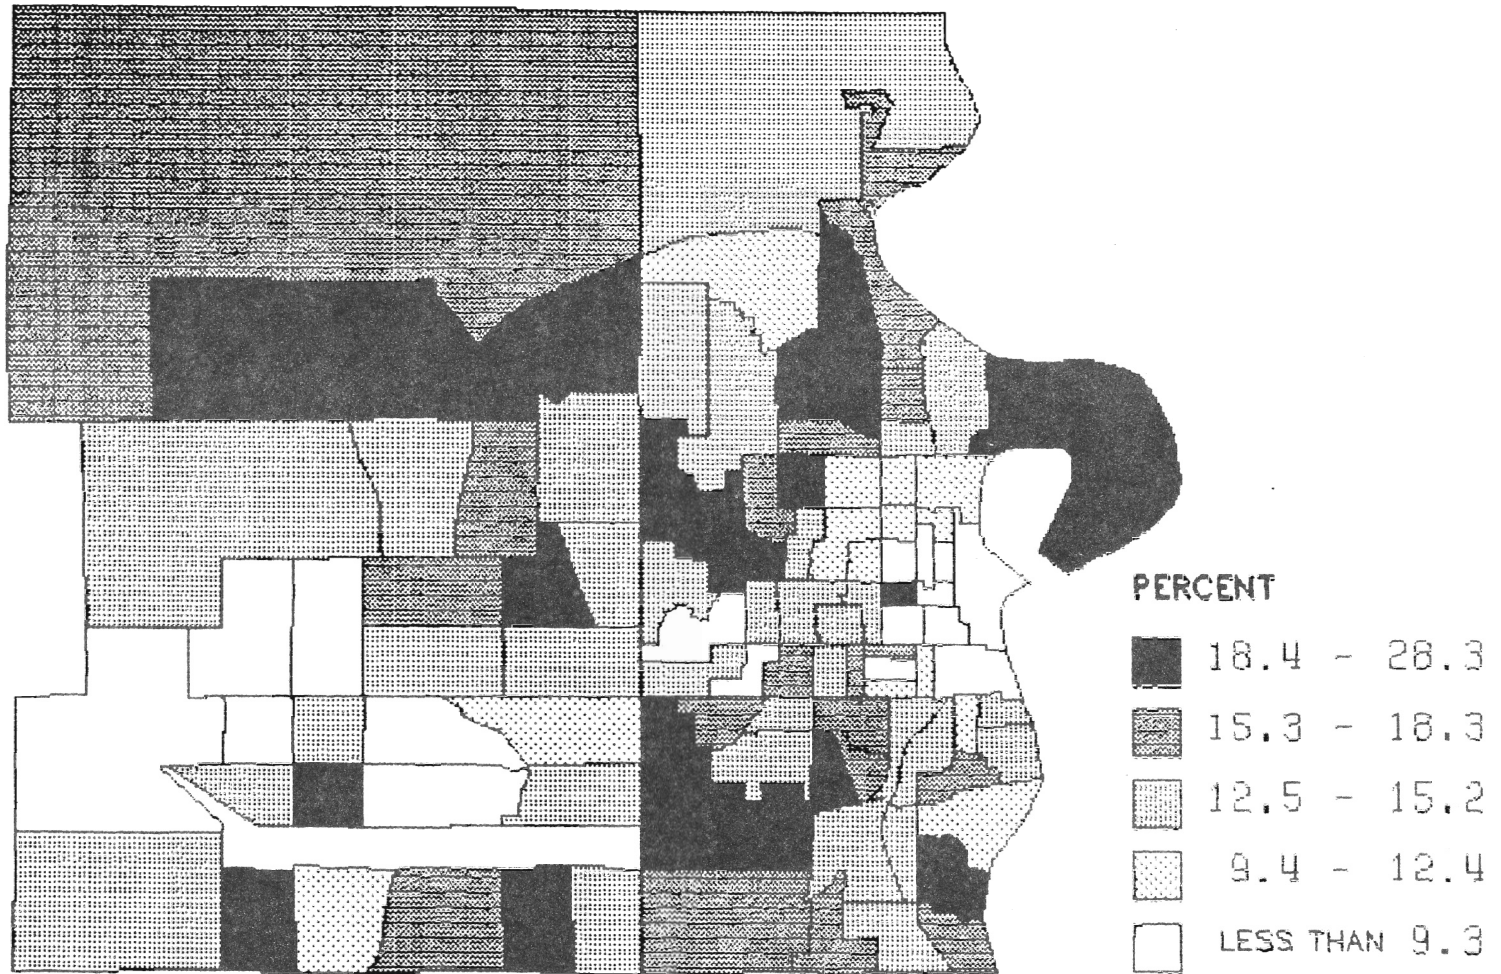 PERCENT
18.4 - 28.3
15.3 - 18.3
12.5 - 15.2
9.4 - 12.4
LESS THAN 9.3